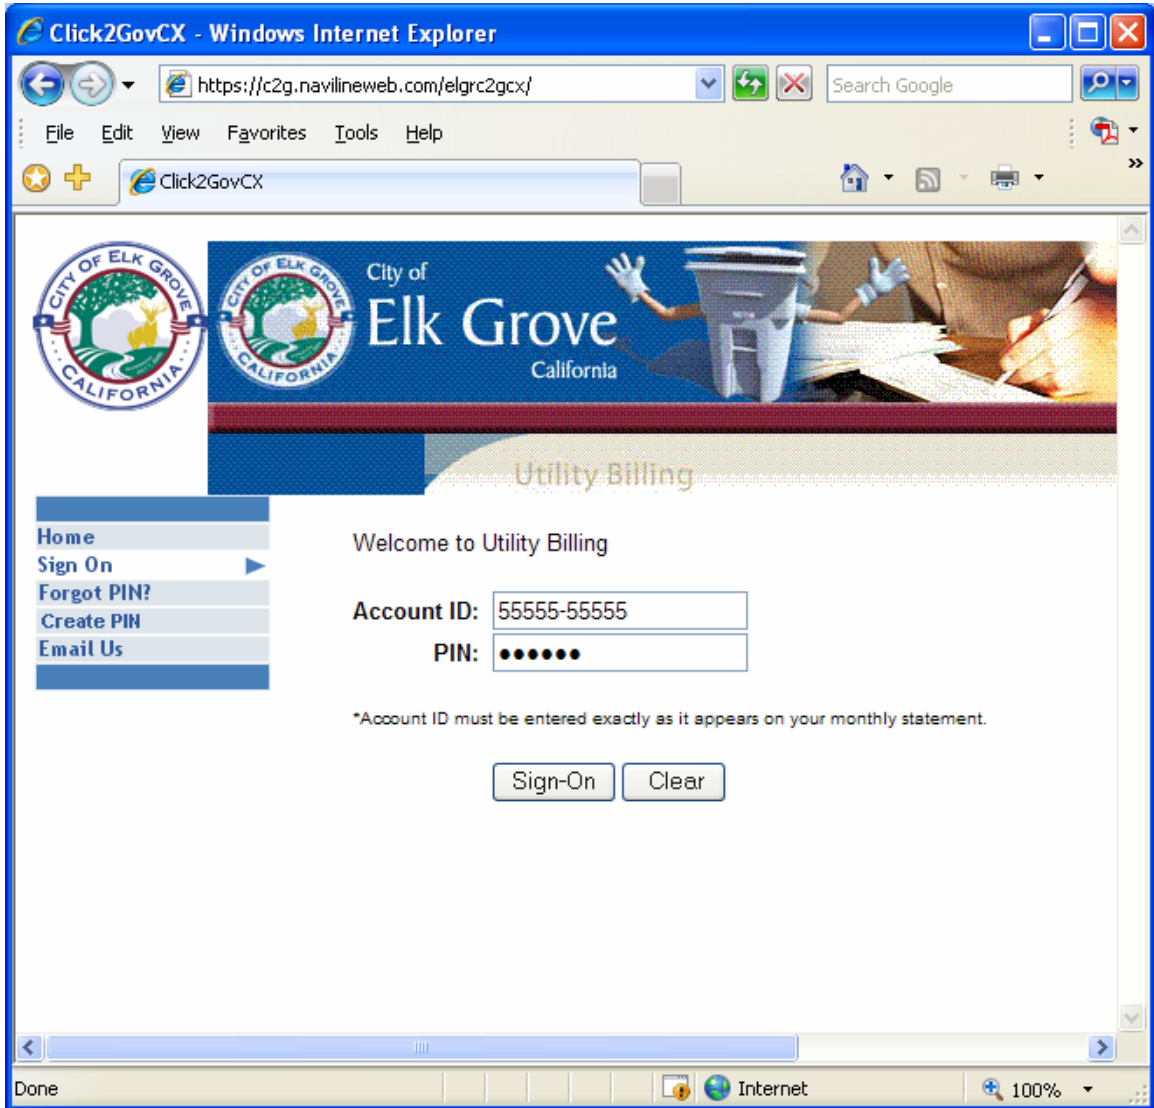 Click2GovCX - Windows Internet Explorer
https://c2g.navilineweb.com/elgrc2gcx/
Search Google
File Edit View Favorites Tools Help
Click2GovCX
CITY OF ELK GROVE
CALIFORNIA
CITY OF ELK GROVE
CALIFORNIA
City of
Elk Grove
California
Utility Billing
Home
Sign On
Forgot PIN?
Create PIN
Email Us
Welcome to Utility Billing
Account ID: 55555-55555
PIN: ●●●●●●
*Account ID must be entered exactly as it appears on your monthly statement.
Sign-On Clear
Done Internet 100%